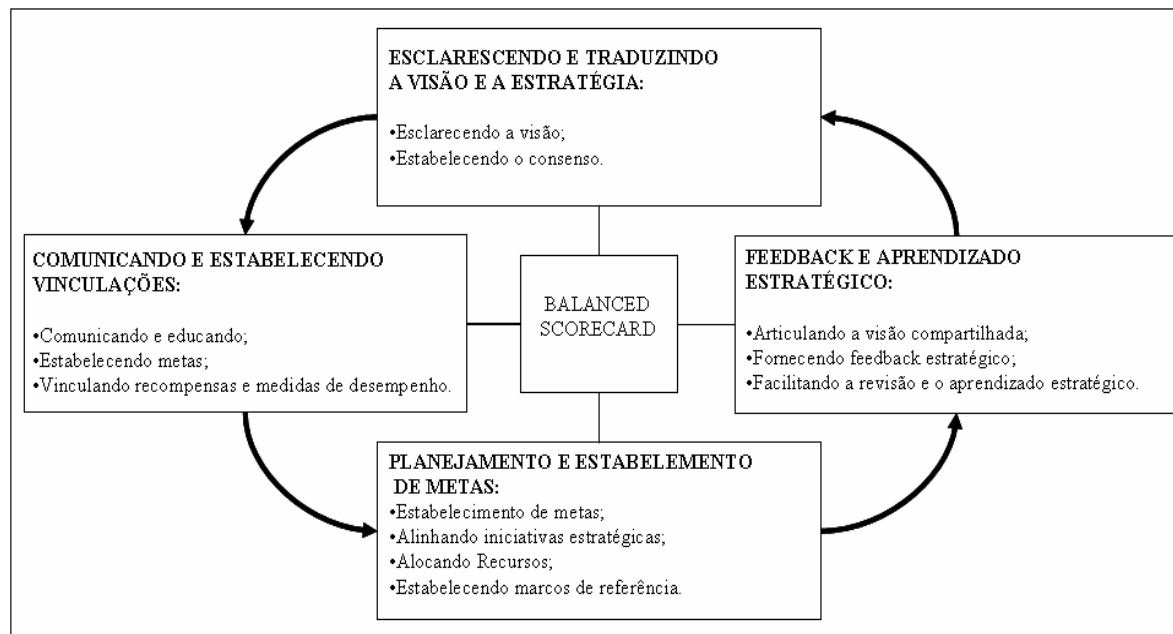 ESCLARESCENDO E TRADUZINDO
A VISÃO E A ESTRATÉGIA:
•Esclarecendo a visão;
•Estabelecendo o consenso.
COMUNICANDO E ESTABELECENDO
VINCULAÇÕES:
•Comunicando e educando;
•Estabelecendo metas;
•Vinculando recompensas e medidas de desempenho.
BALANCED
SCORECARD
FEEDBACK E APRENDIZADO
ESTRATÉGICO:
•Articulando a visão compartilhada;
•Fornecendo feedback estratégico;
•Facilitando a revisão e o aprendizado estratégico.
PLANEJAMENTO E ESTABELEMENTO
DE METAS:
•Estabelecimento de metas;
•Alinhando iniciativas estratégicas;
•Alocando Recursos;
•Estabelecendo marcos de referência.